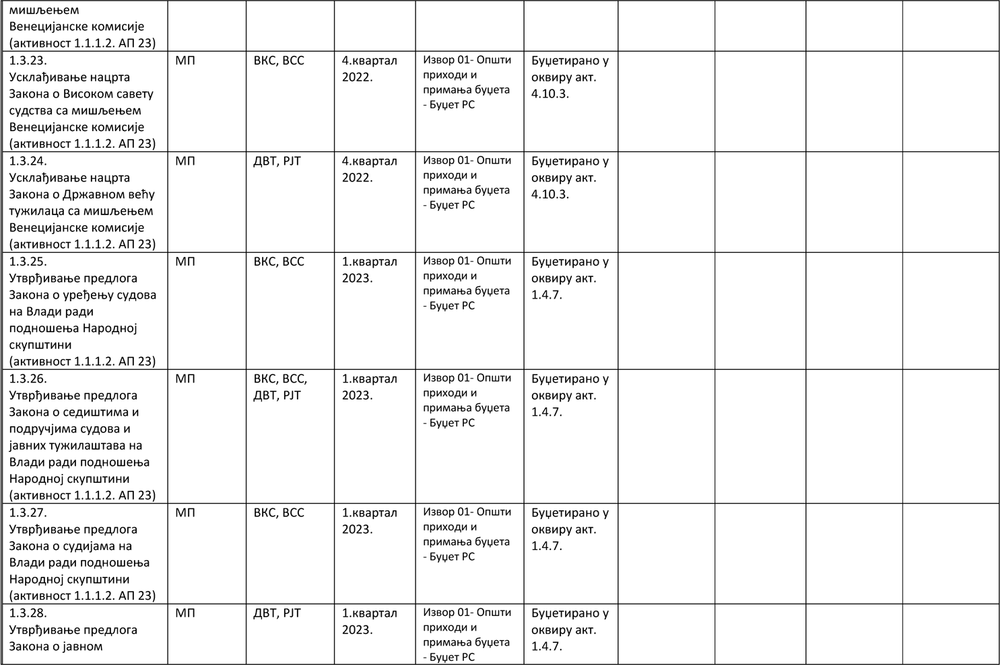 мишљењем
Венецијанске комисије
(активност 1.1.1.2. АП 23)
1.3.23.
Усклађивање нацрта
Закона о Високом савету
судства са мишљењем
Венецијанске комисије
(активност 1.1.1.2. АП 23)
МП
ВКС, ВСС
4.квартал
2022.
Извор 01- Општи
приходи и
примања буџета
- Буџет РС
Буџетирано у
оквиру акт.
4.10.3.
1.3.24.
Усклађивање нацрта
Закона о Државном већу
тужилаца са мишљењем
Венецијанске комисије
(активност 1.1.1.2. АП 23)
МП
ДВТ, РЈТ
4.квартал
2022.
Извор 01- Општи
приходи и
примања буџета
- Буџет РС
Буџетирано у
оквиру акт.
4.10.3.
1.3.25.
Утврђивање предлога
Закона о уређењу судова
на Влади ради
подношења Народној
скупштини
(активност 1.1.1.2. АП 23)
МП
ВКС, ВСС
1.квартал
2023.
Извор 01- Општи
приходи и
примања буџета
- Буџет РС
Буџетирано у
оквиру акт.
1.4.7.
1.3.26.
Утврђивање предлога
Закона о седиштима и
подручјима судова и
јавних тужилаштава на
Влади ради подношења
Народној скупштини
(активност 1.1.1.2. АП 23)
МП
ВКС, ВСС,
ДВТ, РЈТ
1.квартал
2023.
Извор 01- Општи
приходи и
примања буџета
- Буџет РС
Буџетирано у
оквиру акт.
1.4.7.
1.3.27.
Утврђивање предлога
Закона о судијама на
Влади ради подношења
Народној скупштини
(активност 1.1.1.2. АП 23)
МП
ВКС, ВСС
1.квартал
2023.
Извор 01- Општи
приходи и
примања буџета
- Буџет РС
Буџетирано у
оквиру акт.
1.4.7.
1.3.28.
Утврђивање предлога
Закона о јавном
МП
ДВТ, РЈТ
1.квартал
2023.
Извор 01- Општи
приходи и
примања буџета
- Буџет РС
Буџетирано у
оквиру акт.
1.4.7.